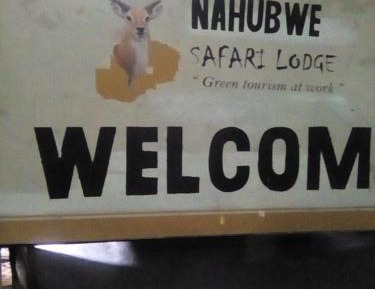 NAHUBWE
SAFARI LODGE
"Green tourism at work"
WELCOM